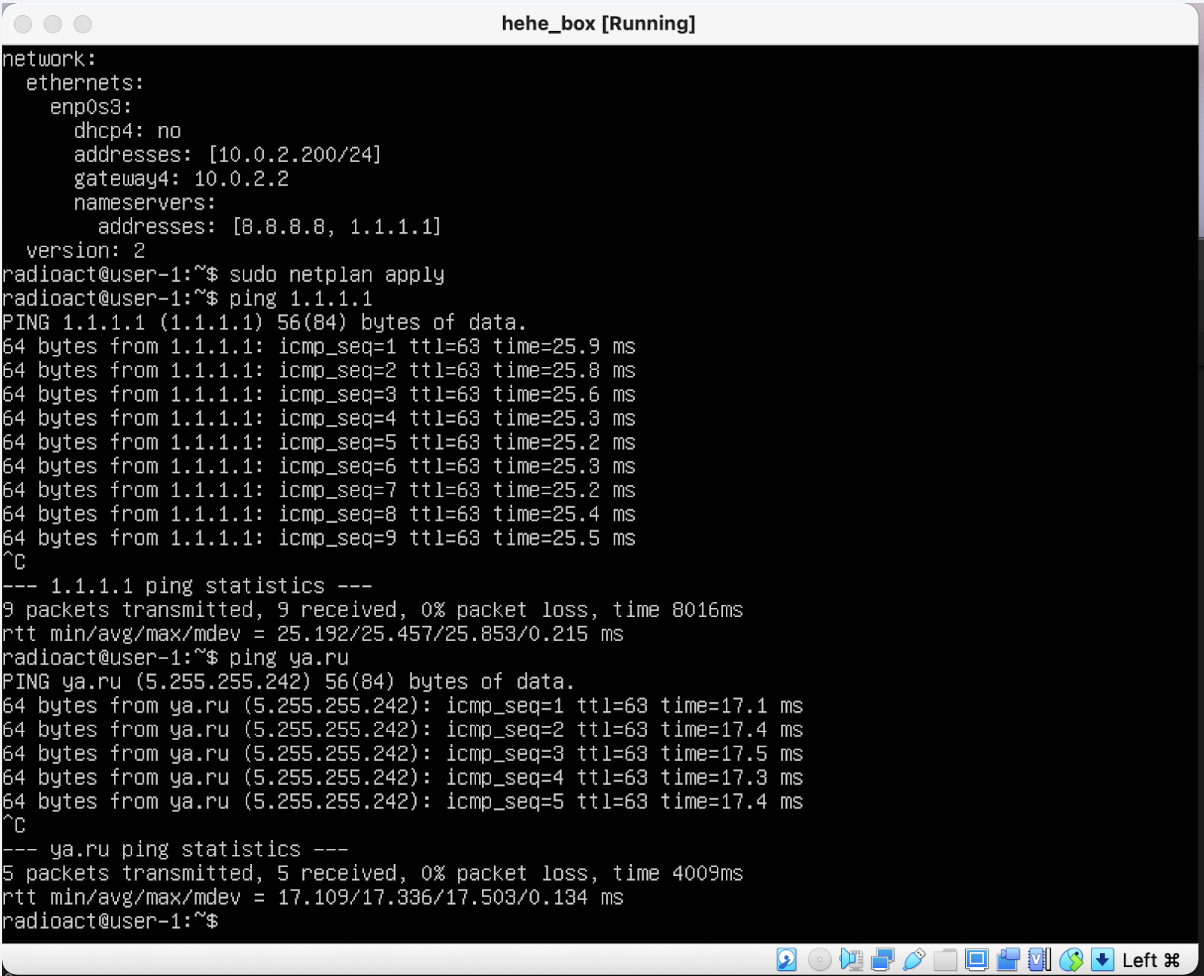 hehe_box [Running]
network:
  ethernets:
    enp0s3:
      dhcp4: no
      addresses: [10.0.2.200/24]
      gateway4: 10.0.2.2
      nameservers:
        addresses: [8.8.8.8, 1.1.1.1]
  version: 2
radioact@user-1:~$ sudo netplan apply
radioact@user-1:~$ ping 1.1.1.1
PING 1.1.1.1 (1.1.1.1) 56(84) bytes of data.
64 bytes from 1.1.1.1: icmp_seq=1 ttl=63 time=25.9 ms
64 bytes from 1.1.1.1: icmp_seq=2 ttl=63 time=25.8 ms
64 bytes from 1.1.1.1: icmp_seq=3 ttl=63 time=25.6 ms
64 bytes from 1.1.1.1: icmp_seq=4 ttl=63 time=25.3 ms
64 bytes from 1.1.1.1: icmp_seq=5 ttl=63 time=25.2 ms
64 bytes from 1.1.1.1: icmp_seq=6 ttl=63 time=25.3 ms
64 bytes from 1.1.1.1: icmp_seq=7 ttl=63 time=25.2 ms
64 bytes from 1.1.1.1: icmp_seq=8 ttl=63 time=25.4 ms
64 bytes from 1.1.1.1: icmp_seq=9 ttl=63 time=25.5 ms
^C
--- 1.1.1.1 ping statistics ---
9 packets transmitted, 9 received, 0% packet loss, time 8016ms
rtt min/avg/max/mdev = 25.192/25.457/25.853/0.215 ms
radioact@user-1:~$ ping ya.ru
PING ya.ru (5.255.255.242) 56(84) bytes of data.
64 bytes from ya.ru (5.255.255.242): icmp_seq=1 ttl=63 time=17.1 ms
64 bytes from ya.ru (5.255.255.242): icmp_seq=2 ttl=63 time=17.4 ms
64 bytes from ya.ru (5.255.255.242): icmp_seq=3 ttl=63 time=17.5 ms
64 bytes from ya.ru (5.255.255.242): icmp_seq=4 ttl=63 time=17.3 ms
64 bytes from ya.ru (5.255.255.242): icmp_seq=5 ttl=63 time=17.4 ms
^C
--- ya.ru ping statistics ---
5 packets transmitted, 5 received, 0% packet loss, time 4009ms
rtt min/avg/max/mdev = 17.109/17.336/17.503/0.134 ms
radioact@user-1:~$
Left ⌘